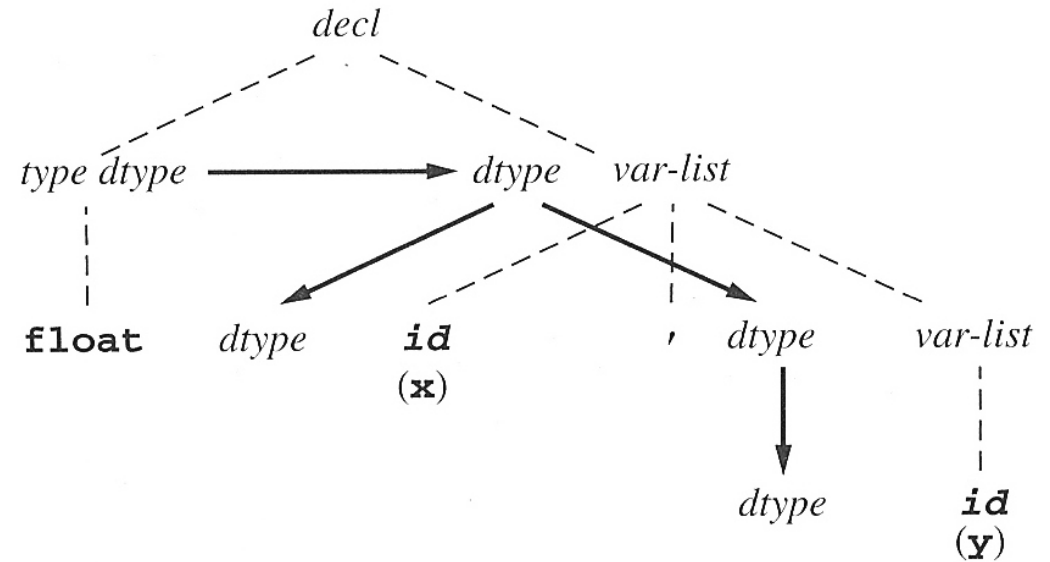 decl
type dtype dtype var-list
float dtype id , dtype var-list
(x)
dtype id
(y)